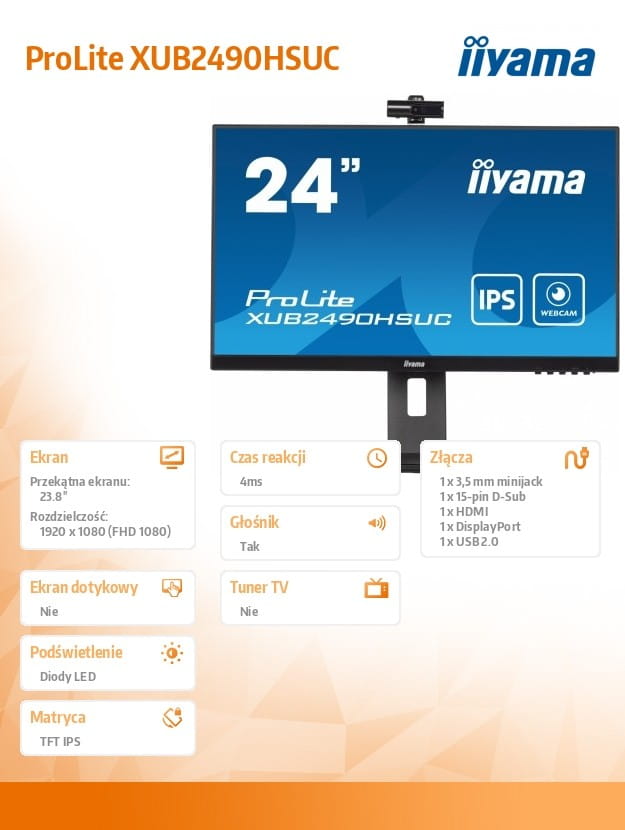 ProLite XUB2490HSUC
iiyama
24”
iiyama
ProLite
XUB2490HSUC
IPS
WEBCAM
iiyama
Ekran
Przekątna ekranu:
23.8"
Rozdzielczość:
1920 x 1080 (FHD 1080)
Czas reakcji
4ms
Złącza
1 x 3,5 mm minijack
1 x 15-pin D-Sub
1 x HDMI
1 x DisplayPort
1 x USB 2.0
Głośnik
Tak
Ekran dotykowy
Nie
Tuner TV
Nie
Podświetlenie
Diody LED
Matryca
TFT IPS